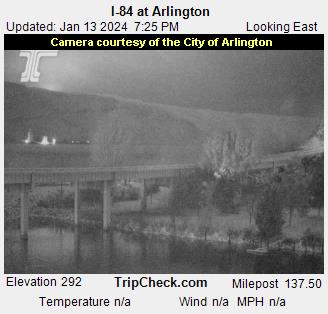 I-84 at Arlington
Updated: Jan 13 2024 7:25 PM Looking East
Camera courtesy of the City of Arlington
Elevation 292 TripCheck.com Milepost 137.50
Temperature n/a Wind n/a MPH n/a